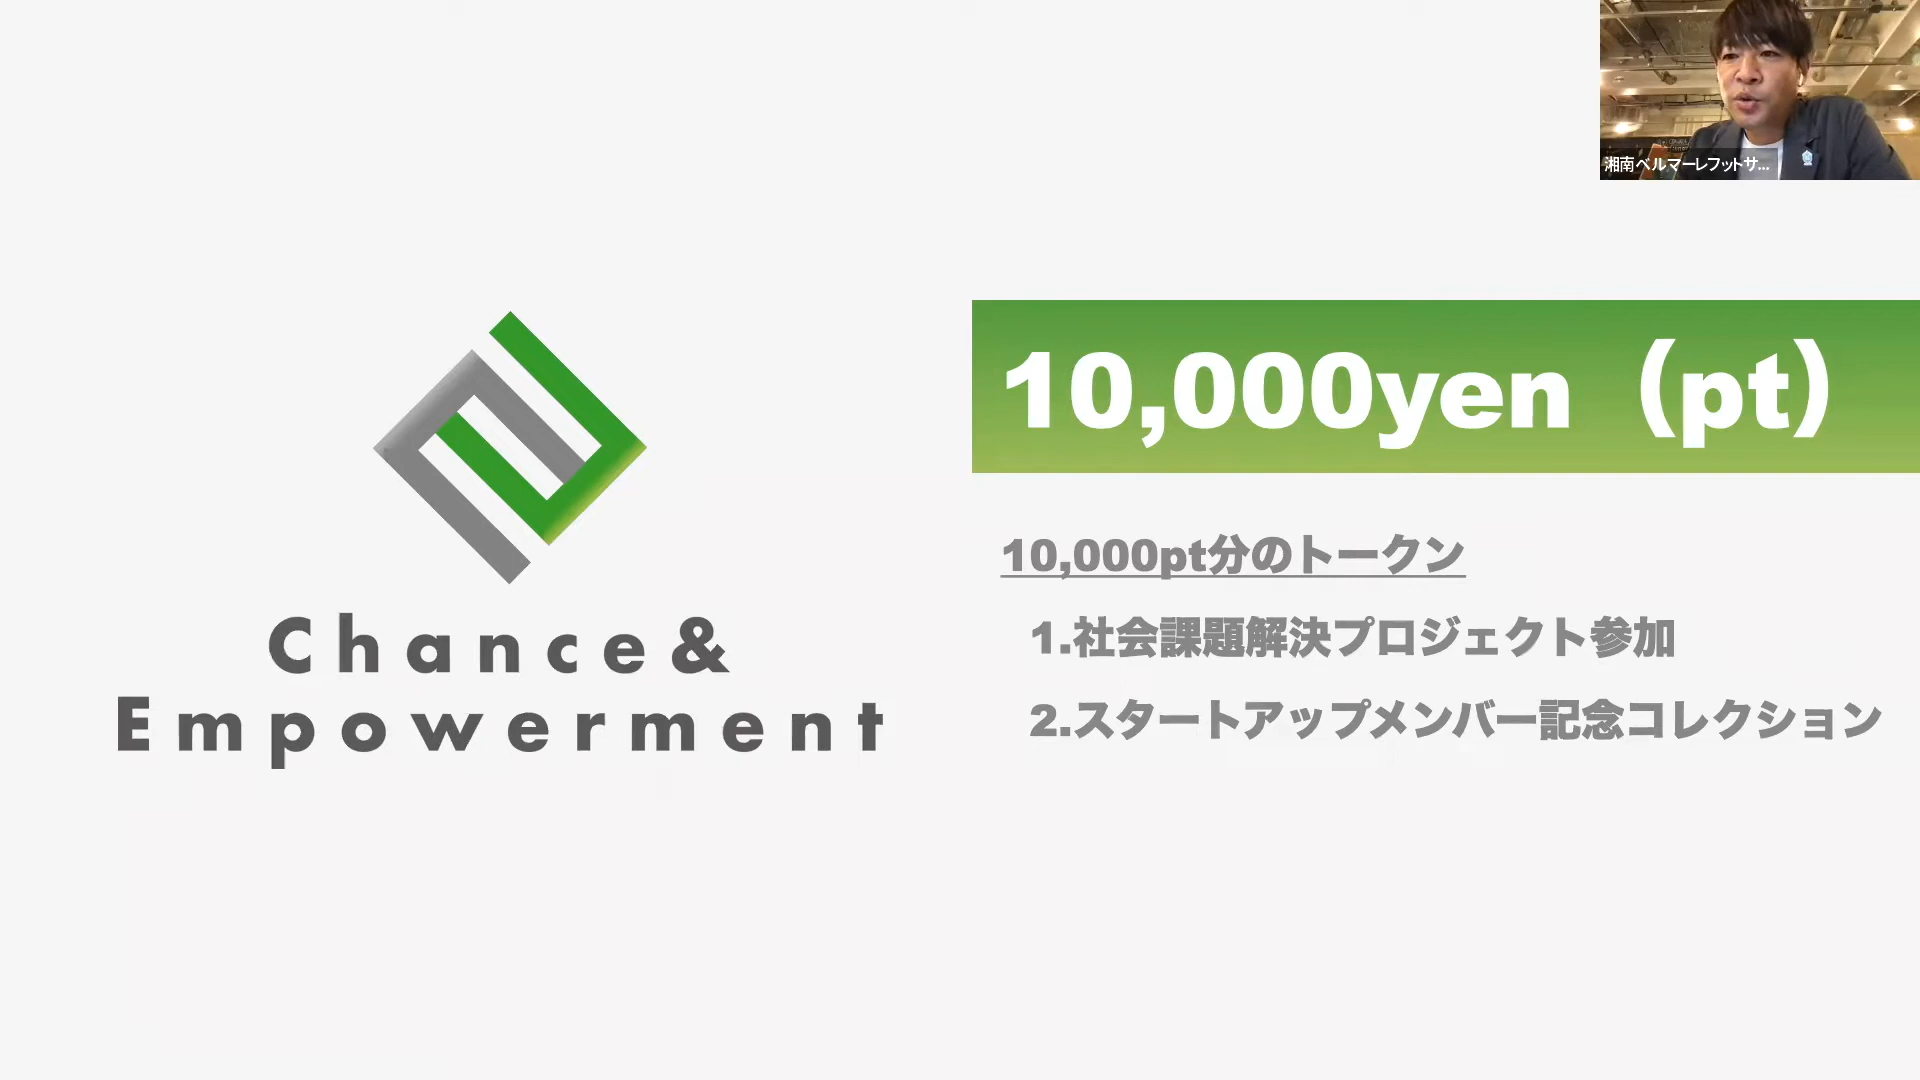 湘南ベルマーレフットサ...
10,000yen（pt）
10,000pt分のトークン
1.社会課題解決プロジェクト参加
2.スタートアップメンバー記念コレクション
Chance&
Empowerment